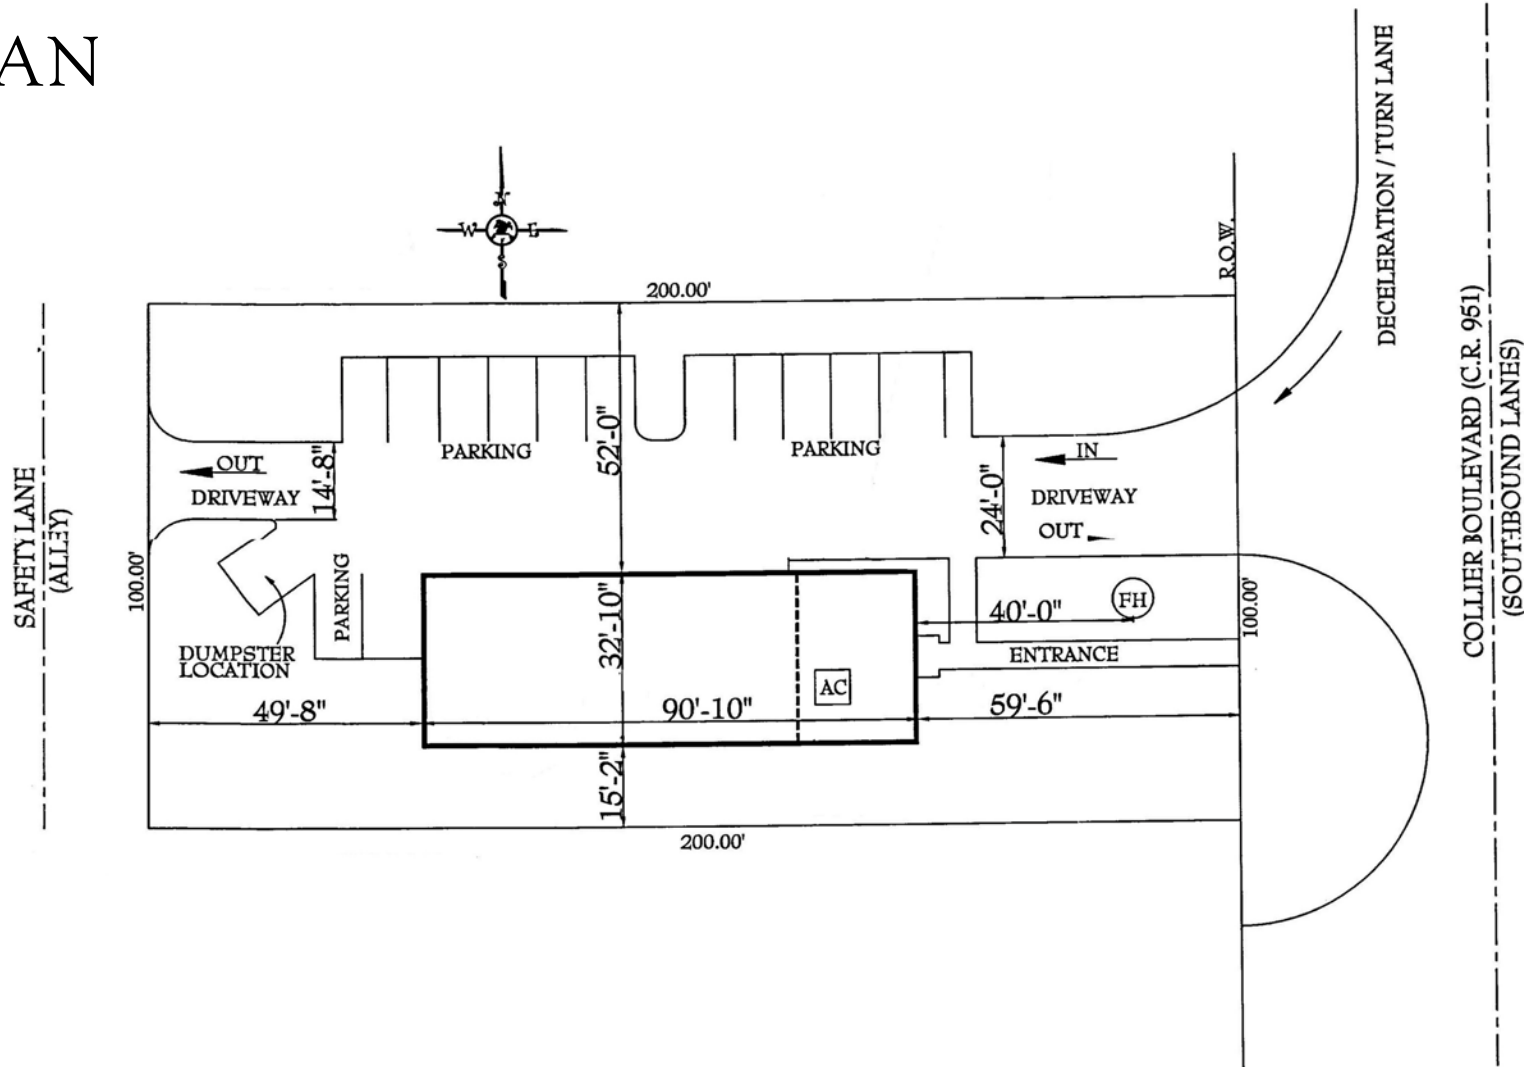 AN
N
W E
S
200.00'
R.O.W.
DECELERATION / TURN LANE
COLLIER BOULEVARD (C.R. 951)
(SOUTHBOUND LANES)
SAFETY LANE
(ALLEY)
100.00'
OUT
DRIVEWAY
14'-8"
PARKING
52'-0"
PARKING
24'-0"
IN
DRIVEWAY
OUT
PARKING
DUMPSTER
LOCATION
32'-10"
40'-0"
FH
100.00'
ENTRANCE
AC
49'-8"
90'-10"
59'-6"
15'-2"
200.00'